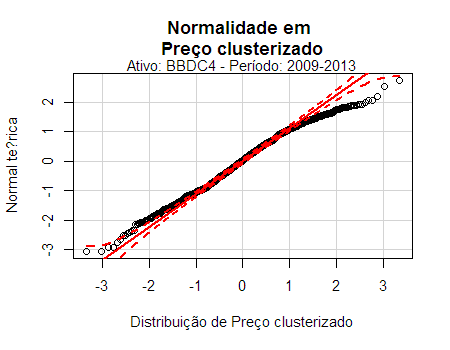 Normalidade em
Preço clusterizado
Ativo: BBDC4 - Período: 2009-2013
Normal te?rica
2
1
0
-1
-2
-3
-3
-2
-1
0
1
2
3
Distribuição de Preço clusterizado